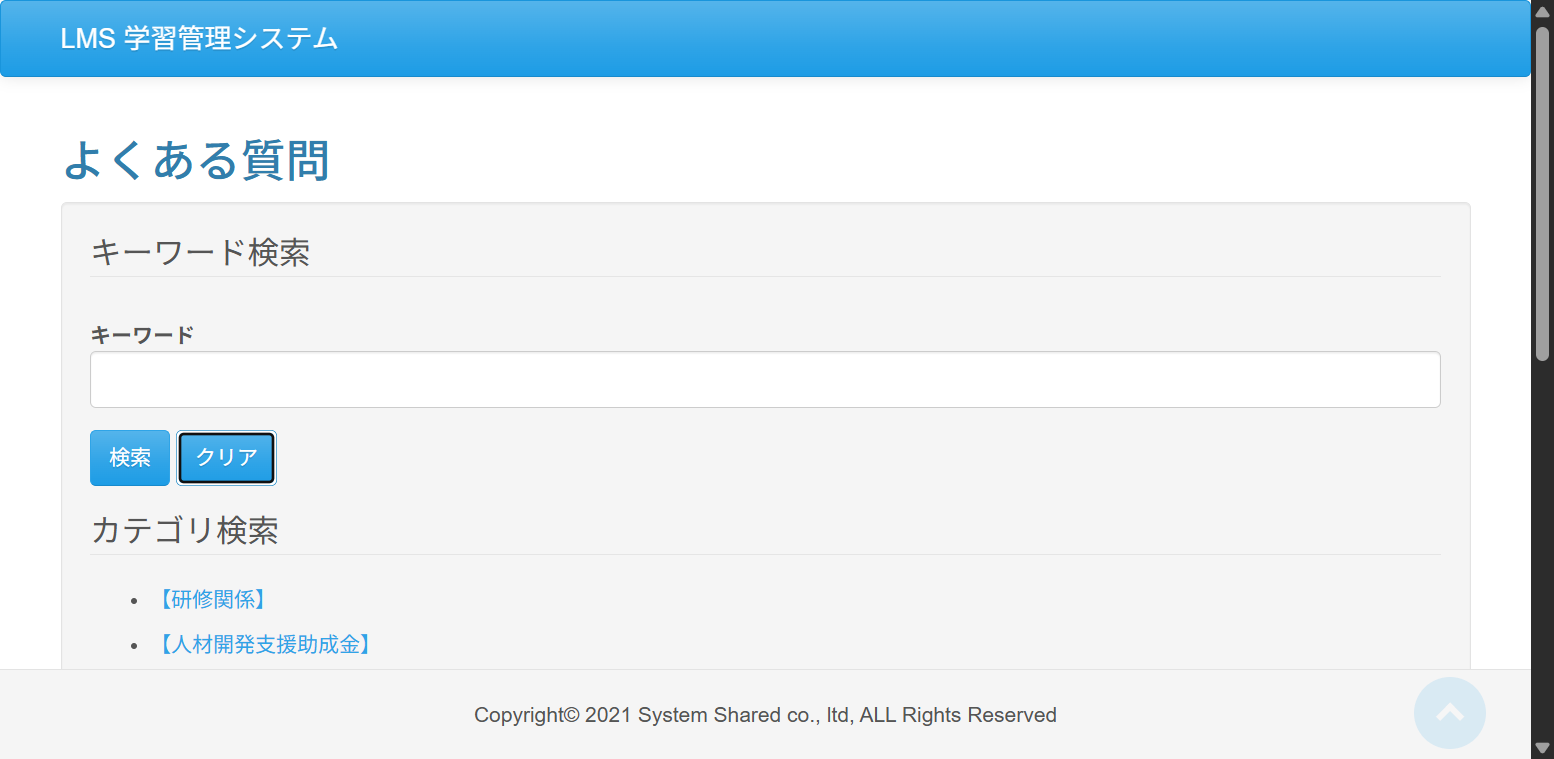 LMS 学習管理システム
よくある質問
キーワード検索
キーワード
検索 クリア
カテゴリ検索
【研修関係】
【人材開発支援助成金】
Copyright© 2021 System Shared co., ltd, ALL Rights Reserved